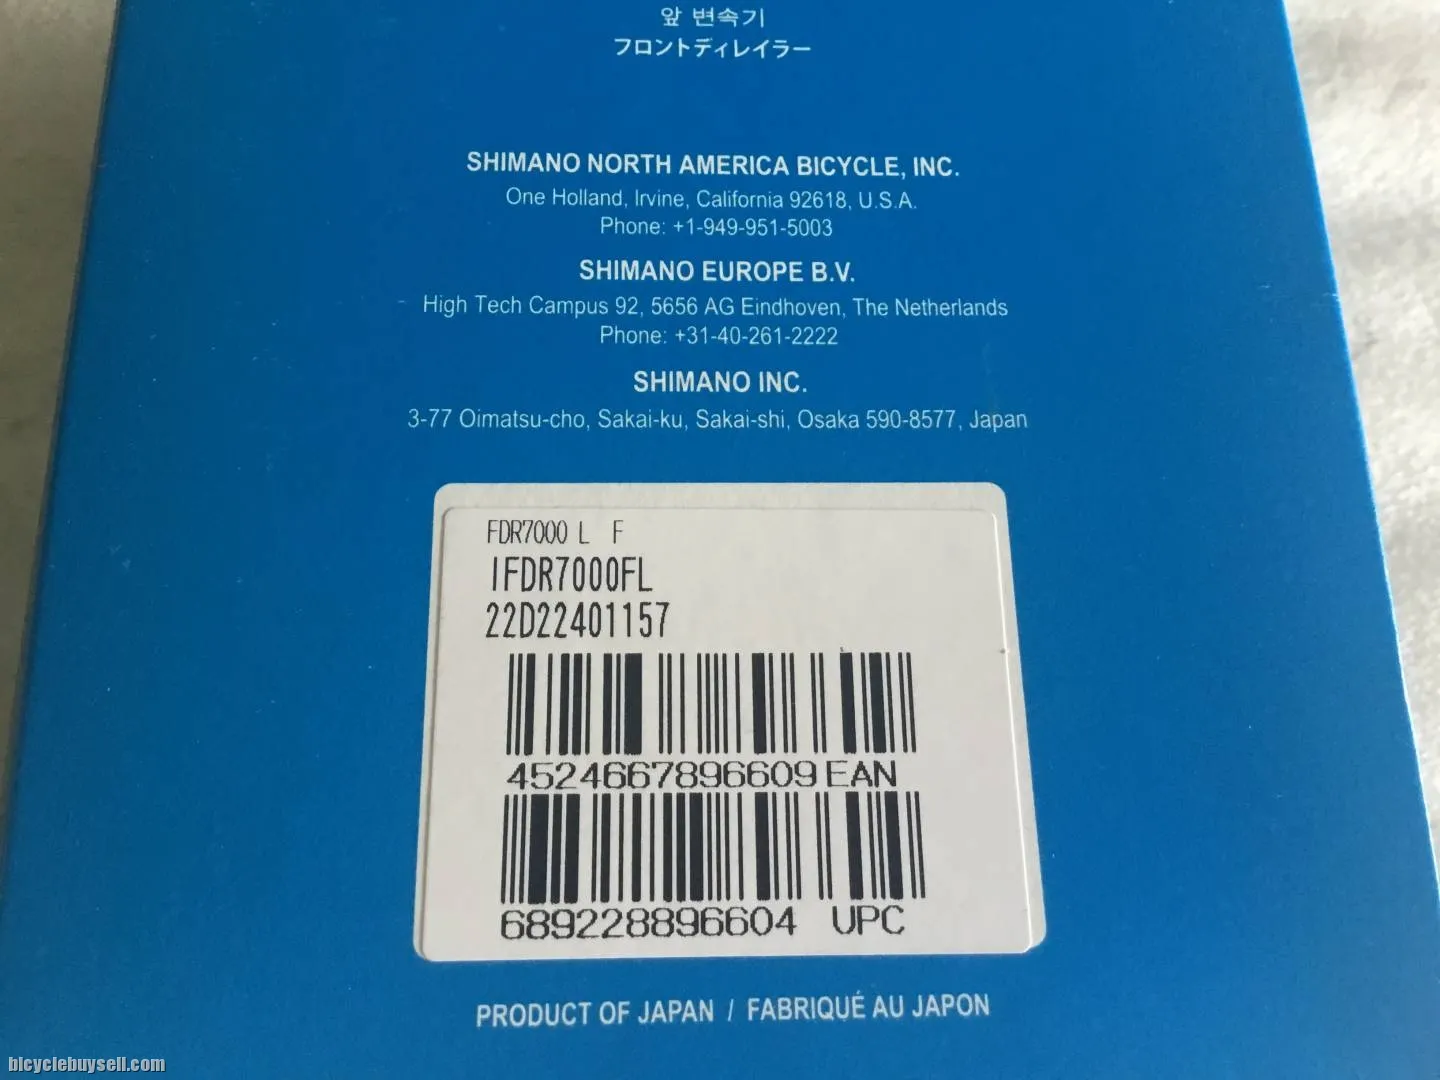 앞 변속기
フロントディレイラー
SHIMANO NORTH AMERICA BICYCLE, INC.
One Holland, Irvine, California 92618, U.S.A.
Phone: +1-949-951-5003
SHIMANO EUROPE B.V.
High Tech Campus 92, 5656 AG Eindhoven, The Netherlands
Phone: +31-40-261-2222
SHIMANO INC.
3-77 Oimatsu-cho, Sakai-ku, Sakai-shi, Osaka 590-8577, Japan
FDR7000 L F
IFDR7000FL
22D22401157
4524667896609 EAN
689228896604 UPC
PRODUCT OF JAPAN / FABRIQUÉ AU JAPON
bicyclebuysell.com